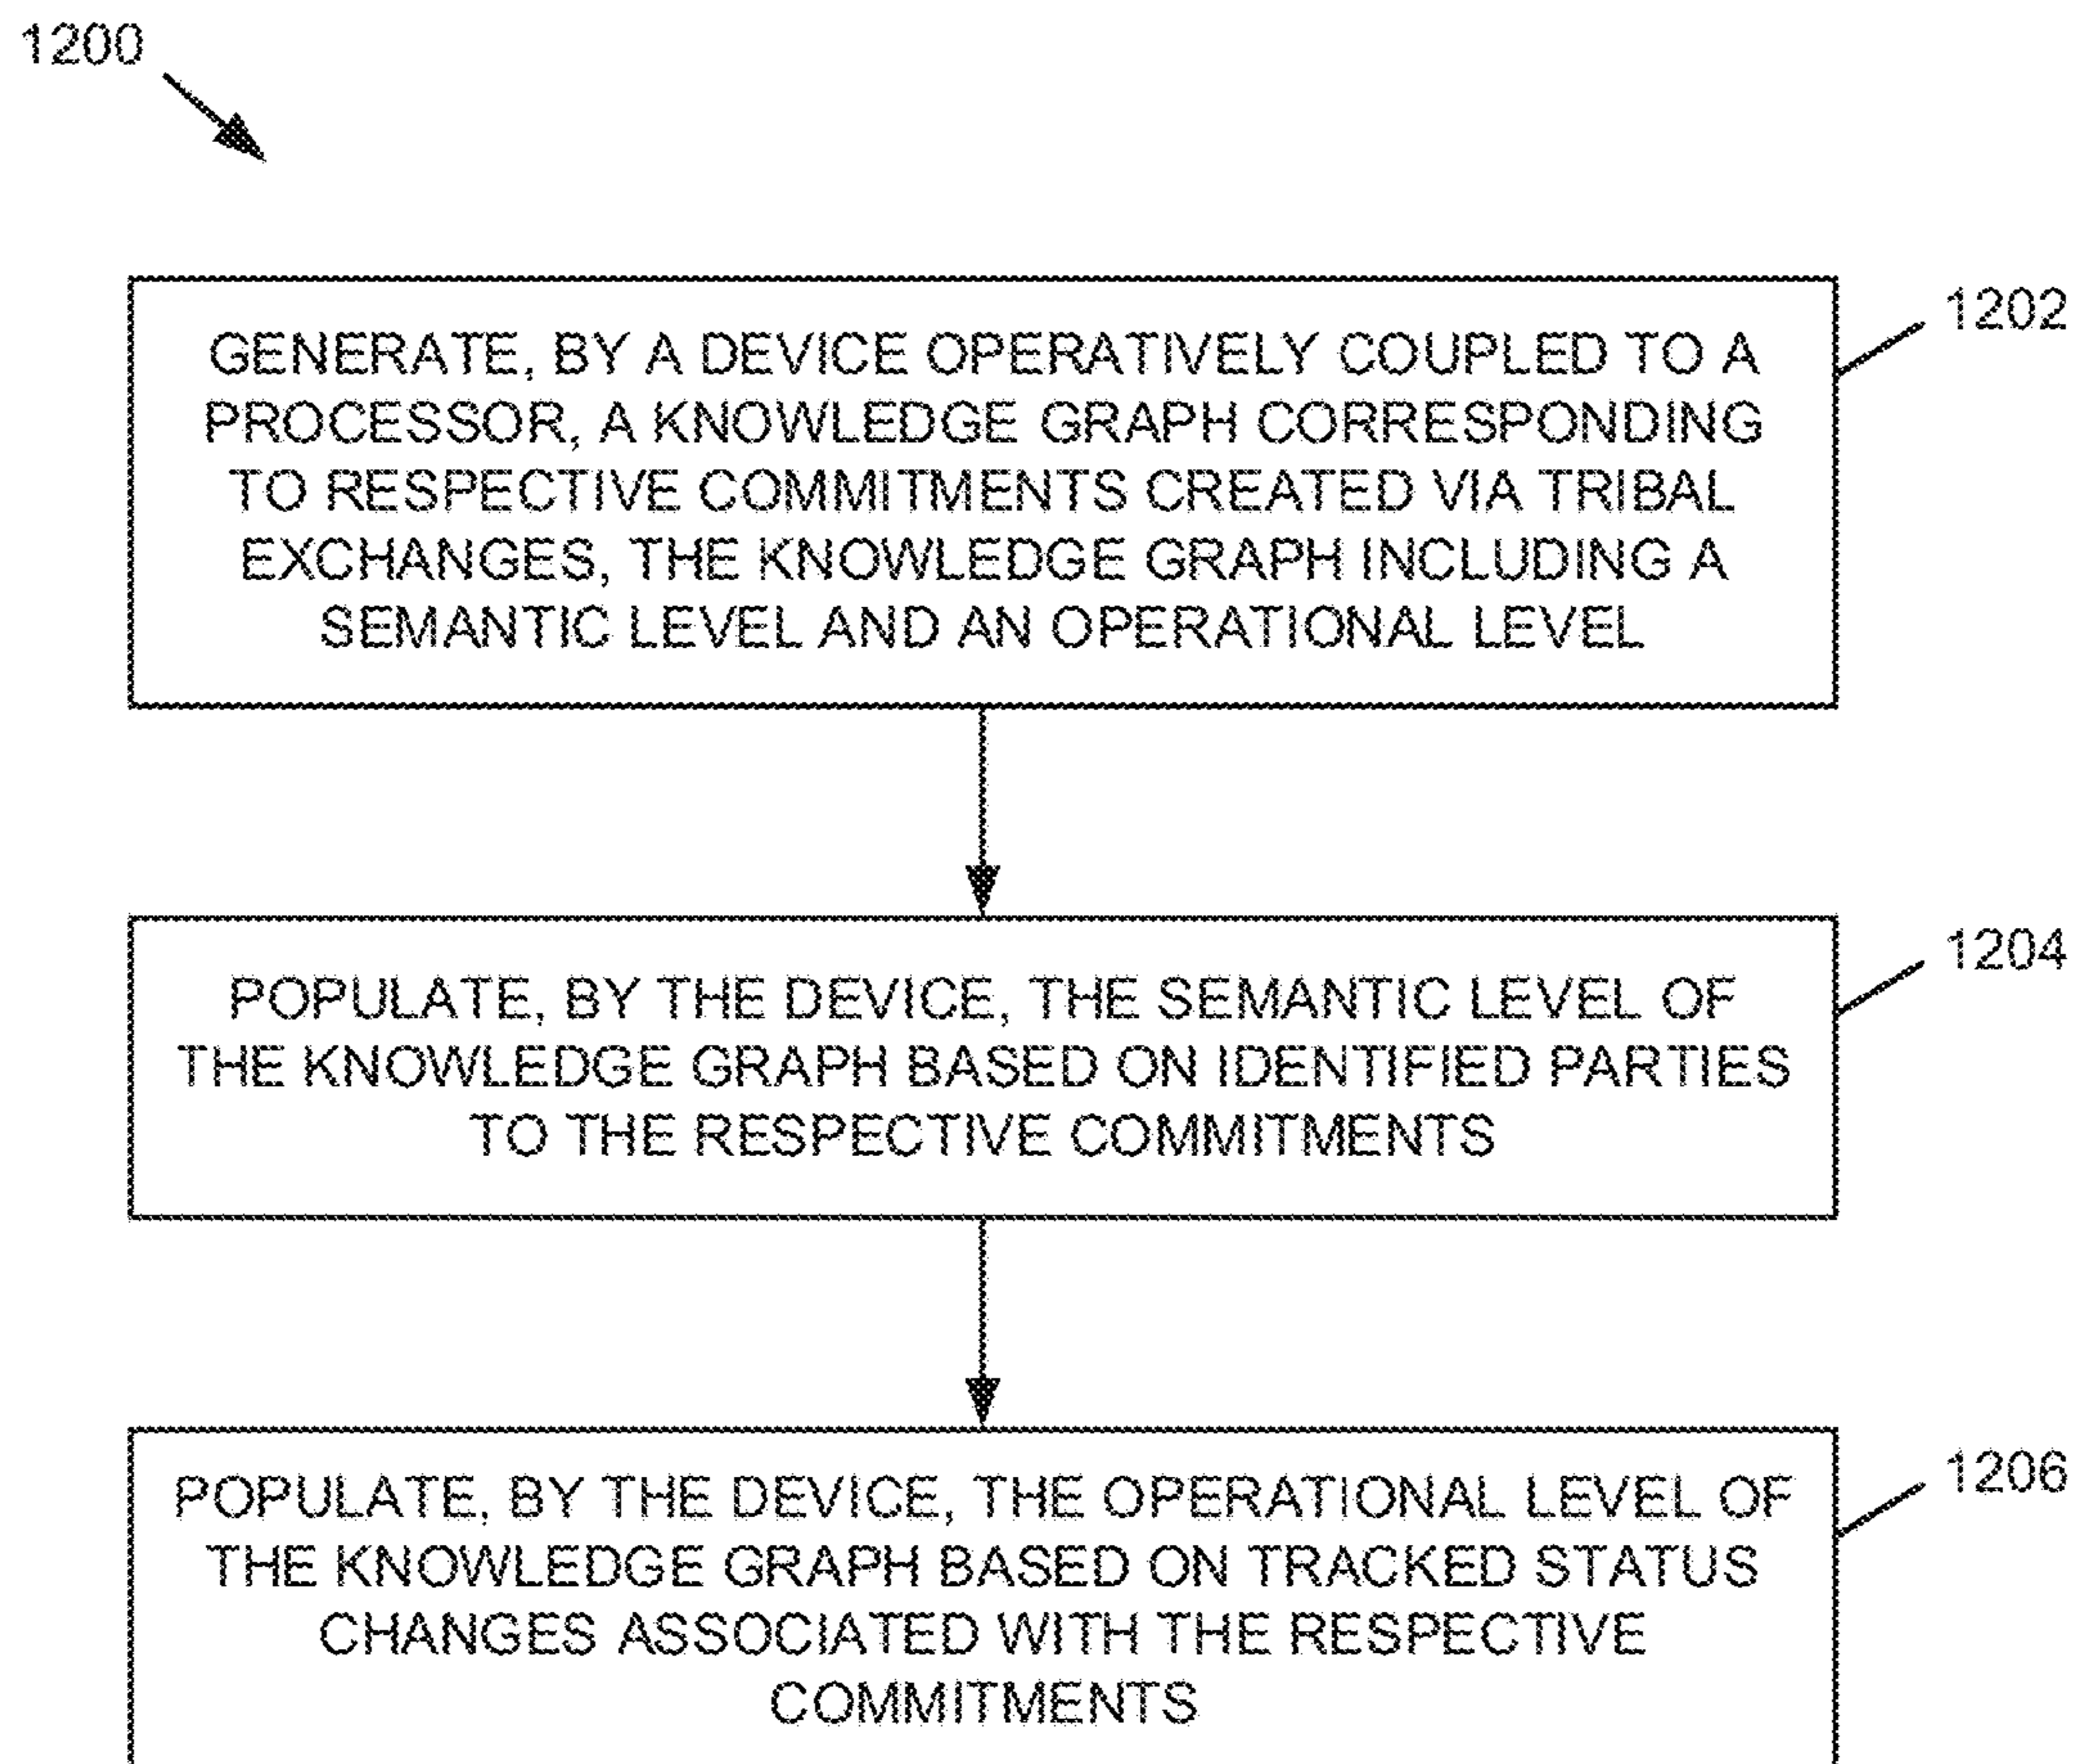 1200
1202
GENERATE, BY A DEVICE OPERATIVELY COUPLED TO A
PROCESSOR, A KNOWLEDGE GRAPH CORRESPONDING
TO RESPECTIVE COMMITMENTS CREATED VIA TRIBAL
EXCHANGES, THE KNOWLEDGE GRAPH INCLUDING A
SEMANTIC LEVEL AND AN OPERATIONAL LEVEL
1204
POPULATE, BY THE DEVICE, THE SEMANTIC LEVEL OF
THE KNOWLEDGE GRAPH BASED ON IDENTIFIED PARTIES
TO THE RESPECTIVE COMMITMENTS
1206
POPULATE, BY THE DEVICE, THE OPERATIONAL LEVEL OF
THE KNOWLEDGE GRAPH BASED ON TRACKED STATUS
CHANGES ASSOCIATED WITH THE RESPECTIVE
COMMITMENTS